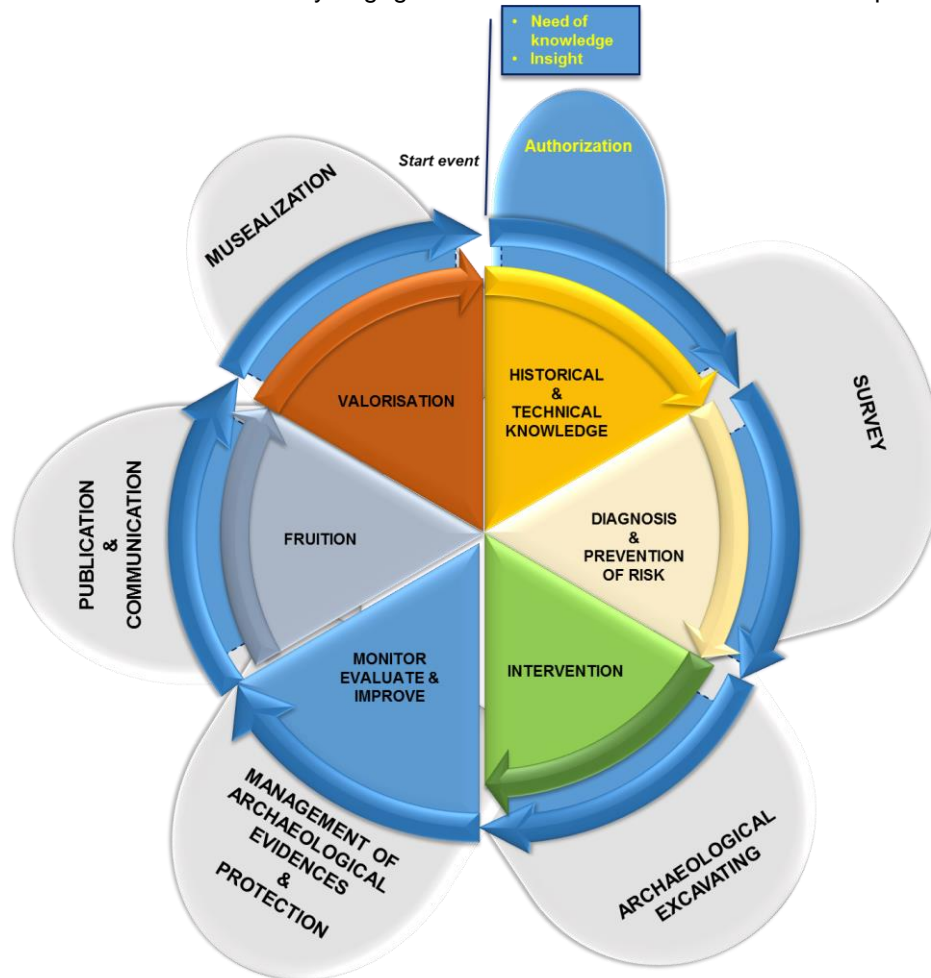 • Need of
knowledge
• Insight
Authorization
Start event
MUSEALIZATION
SURVEY
VALORISATION
HISTORICAL
&
TECHNICAL
KNOWLEDGE
DIAGNOSIS
&
PREVENTION
OF RISK
FRUITION
PUBLICATION
&
COMMUNICATION
MONITOR
EVALUATE &
IMPROVE
INTERVENTION
MANAGEMENT OF
ARCHAEOLOGICAL
EVIDENCES
&
PROTECTION
ARCHAEOLOGICAL
EXCAVATING